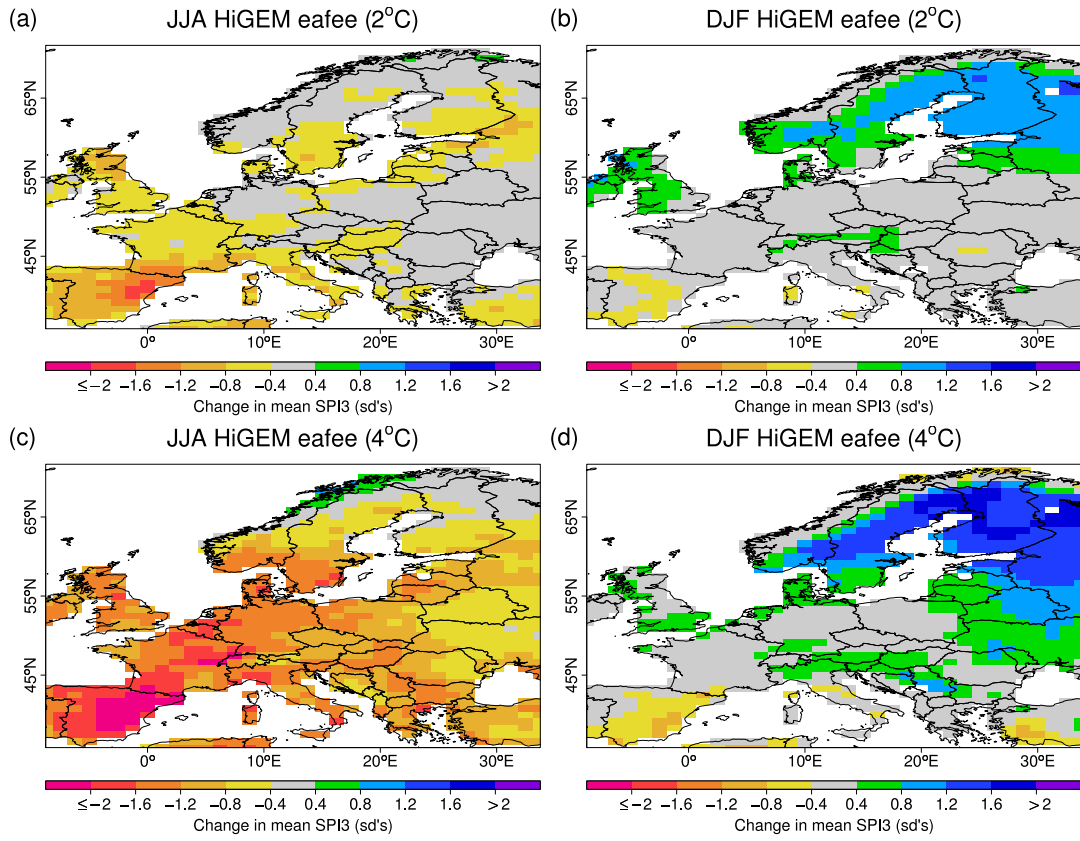 (a) JJA HiGEM eafee (2°C)
65°N
55°N
45°N
0° 10°E 20°E 30°E
≤−2 −1.6 −1.2 −0.8 −0.4 0.4 0.8 1.2 1.6 >2
Change in mean SPI3 (sd's)
(b) DJF HiGEM eafee (2°C)
65°N
55°N
45°N
0° 10°E 20°E 30°E
≤−2 −1.6 −1.2 −0.8 −0.4 0.4 0.8 1.2 1.6 >2
Change in mean SPI3 (sd's)
(c) JJA HiGEM eafee (4°C)
65°N
55°N
45°N
0° 10°E 20°E 30°E
≤−2 −1.6 −1.2 −0.8 −0.4 0.4 0.8 1.2 1.6 >2
Change in mean SPI3 (sd's)
(d) DJF HiGEM eafee (4°C)
65°N
55°N
45°N
0° 10°E 20°E 30°E
≤−2 −1.6 −1.2 −0.8 −0.4 0.4 0.8 1.2 1.6 >2
Change in mean SPI3 (sd's)